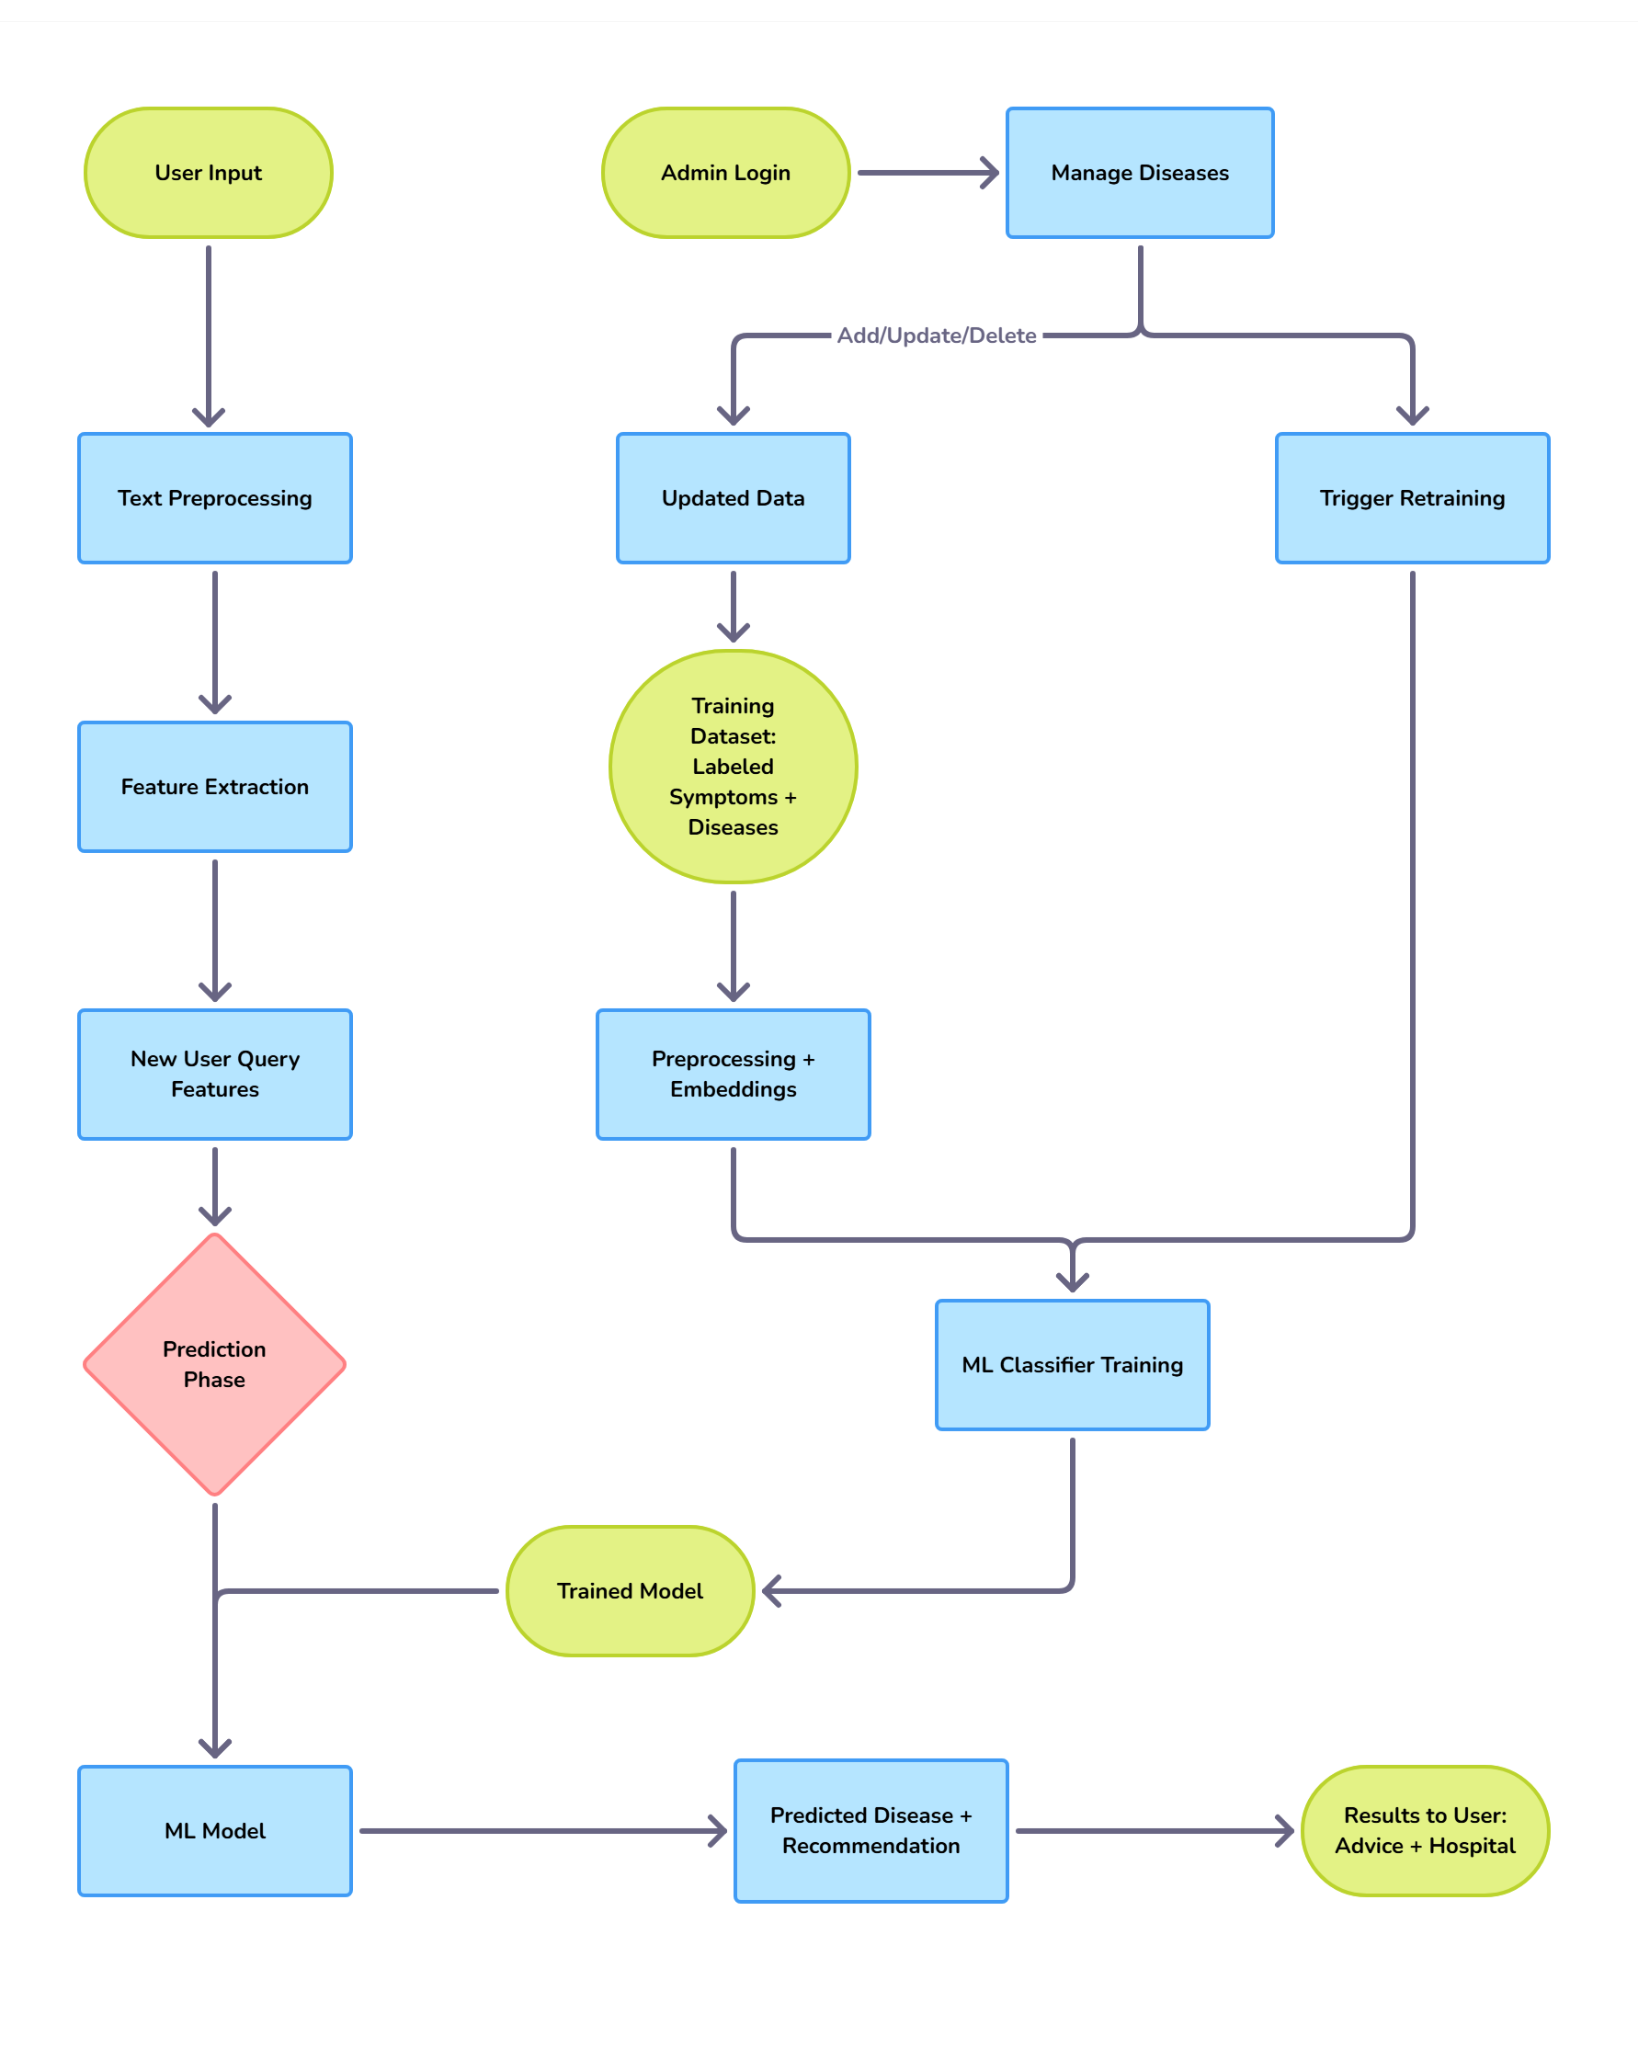 User Input
Admin Login
Manage Diseases
Add/Update/Delete
Text Preprocessing
Updated Data
Trigger Retraining
Training
Dataset:
Labeled
Symptoms +
Diseases
Feature Extraction
New User Query
Features
Preprocessing +
Embeddings
Prediction
Phase
ML Classifier Training
Trained Model
ML Model
Predicted Disease +
Recommendation
Results to User:
Advice + Hospital